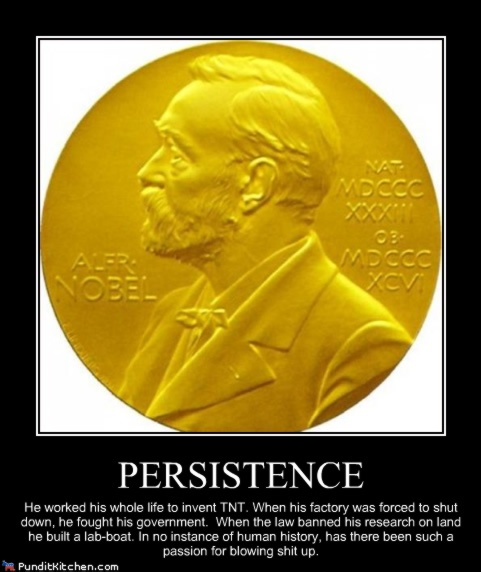 ALFR·
NOBEL
NAT·
MDCCC
XXXIII
OB·
MDCCC
XCVI
PERSISTENCE
He worked his whole life to invent TNT. When his factory was forced to shut
down, he fought his government.  When the law banned his research on land
he built a lab-boat. In no instance of human history, has there been such a
passion for blowing shit up.
PunditKitchen.com